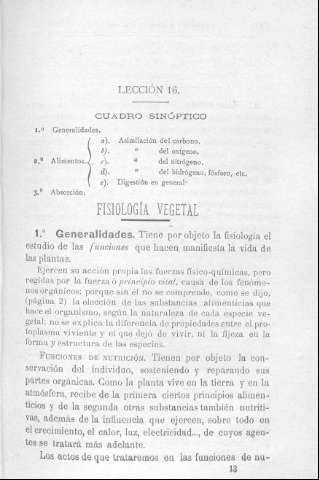 LECCIÓN 16.
CUADRO SINÓPTICO
1.º Generalidades.
a). Asimilación del carbono.
b). " del oxígeno.
2.º Alimentos. c). " del nitrógeno.
d). " del hidrógeno, fósforo, etc.
e). Digestión en general.
3.º Absorción.
FISIOLOGÍA VEGETAL
1.º Generalidades. Tiene por objeto la fisiología el
estudio de las funciones que hacen manifiesta la vida de
las plantas.
Ejercen su acción propia las fuerzas físico-químicas, pero
regidas por la fuerza o principio vital, causa de los fenóme-
nos orgánicos: porque sin él no se comprende, como se dijo,
(página 2) la elección de las substancias alimenticias que
hace el organismo, según la naturaleza de cada especie ve-
getal; no se explica la diferencia de propiedades entre el pro-
toplasma viviente y el que dejó de vivir, ni la fijeza en la
forma y estructura de las especies.
FUNCIONES DE NUTRICIÓN. Tienen por objeto la con-
servación del individuo, sosteniendo y reparando sus
partes orgánicas. Como la planta vive en la tierra y en la
atmósfera, recibe de la primera ciertos principios alimen-
ticios y de la segunda otras substancias también nutriti-
vas, además de la influencia que ejercen, sobre todo en
el crecimiento, el calor, luz, electricidad..., de cuyos agen-
tes se tratará más adelante.
Los actos de que trataremos en las funciones de nu-
13